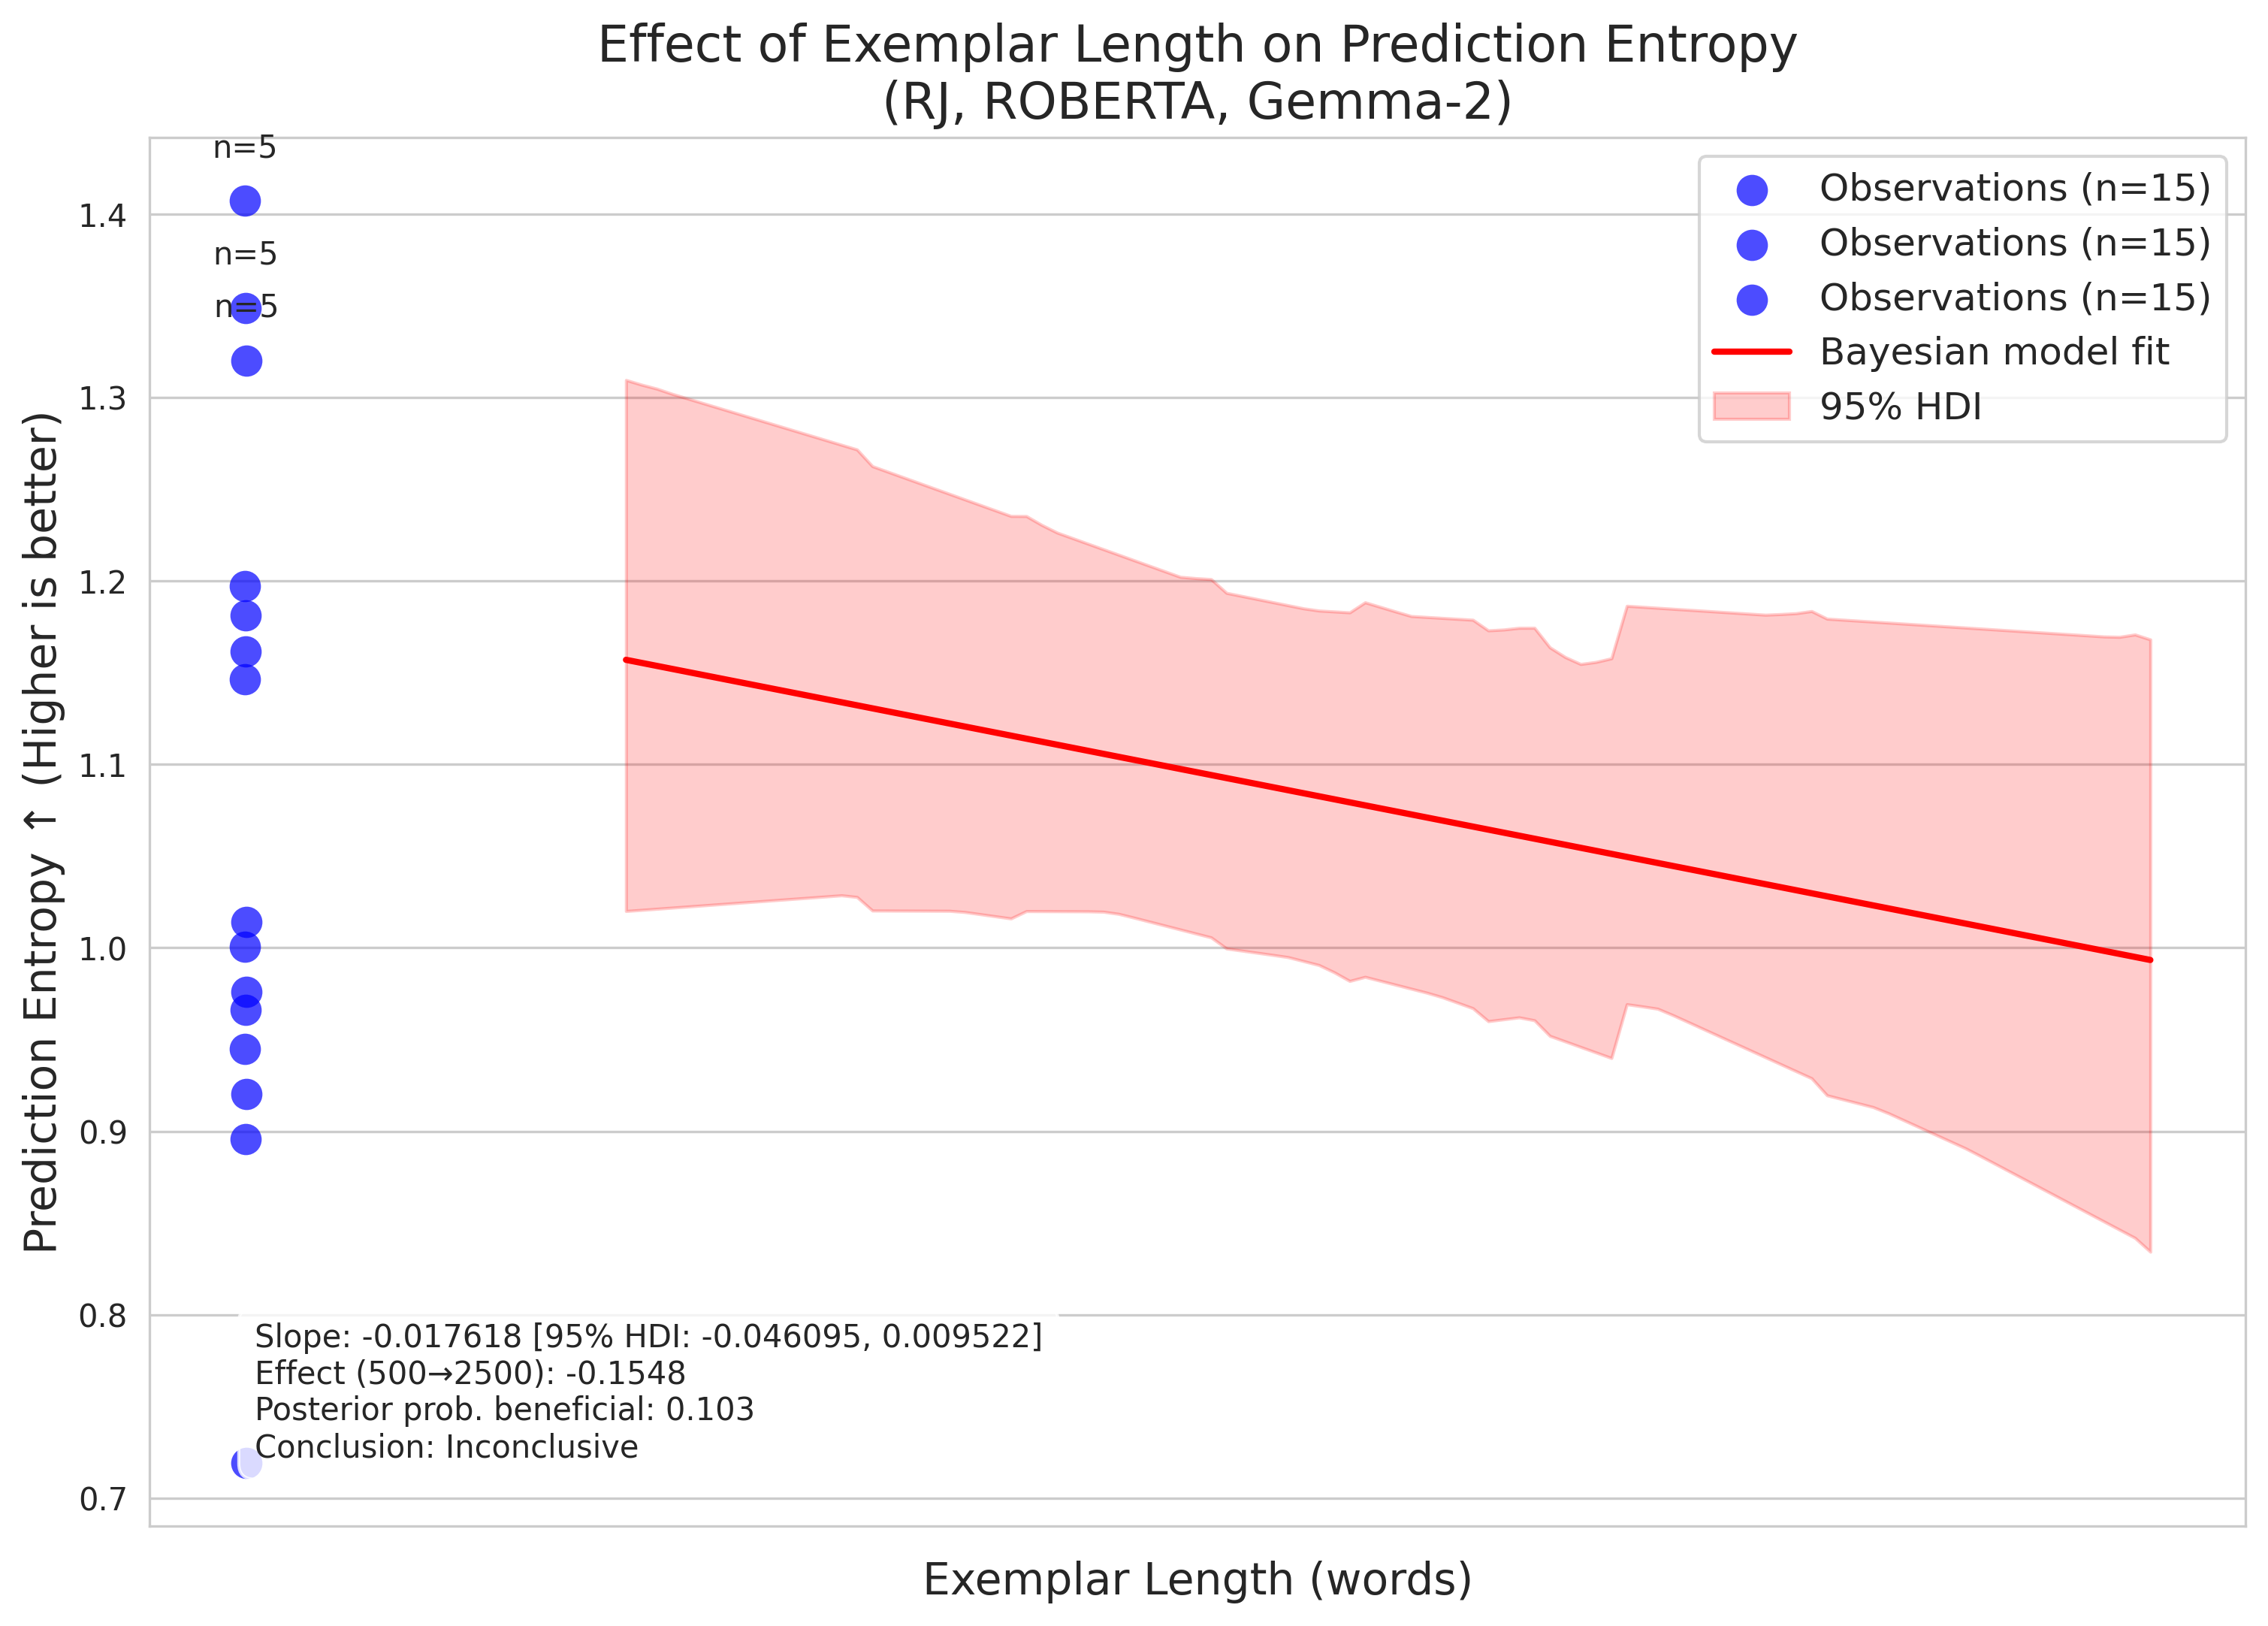 Effect of Exemplar Length on Prediction Entropy
(RJ, ROBERTA, Gemma-2)
n=5
n=5
n=5
Observations (n=15)
Observations (n=15)
Observations (n=15)
Bayesian model fit
95% HDI
Prediction Entropy ↑ (Higher is better)
1.4
1.3
1.2
1.1
1.0
0.9
0.8
0.7
Slope: -0.017618 [95% HDI: -0.046095, 0.009522]
Effect (500→2500): -0.1548
Posterior prob. beneficial: 0.103
Conclusion: Inconclusive
Exemplar Length (words)